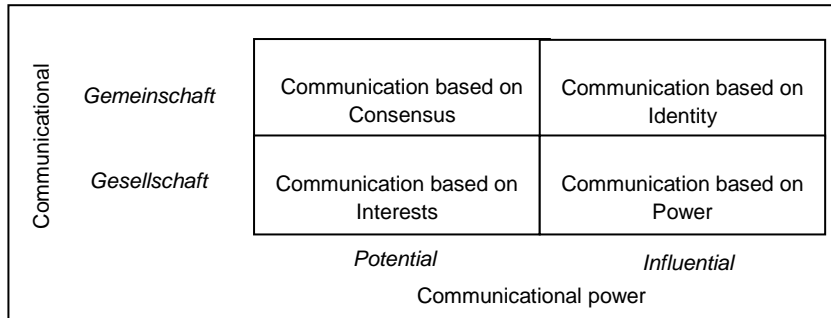 Communicational
Gemeinschaft
Communication based on
Consensus
Communication based on
Identity
Gesellschaft
Communication based on
Interests
Communication based on
Power
Potential
Influential
Communicational power